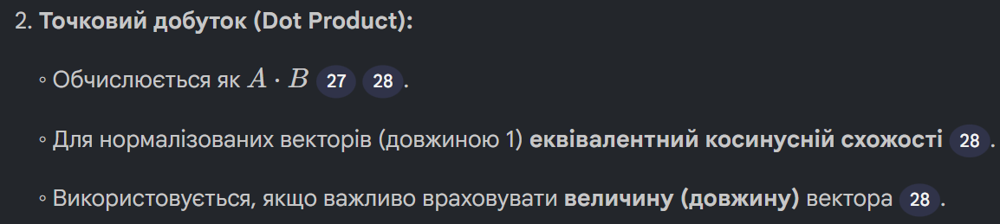 2. Точковий добуток (Dot Product):
◦ Обчислюється як A · B 27 28.
◦ Для нормалізованих векторів (довжиною 1) еквівалентний косинусній схожості 28.
◦ Використовується, якщо важливо враховувати величину (довжину) вектора 28.